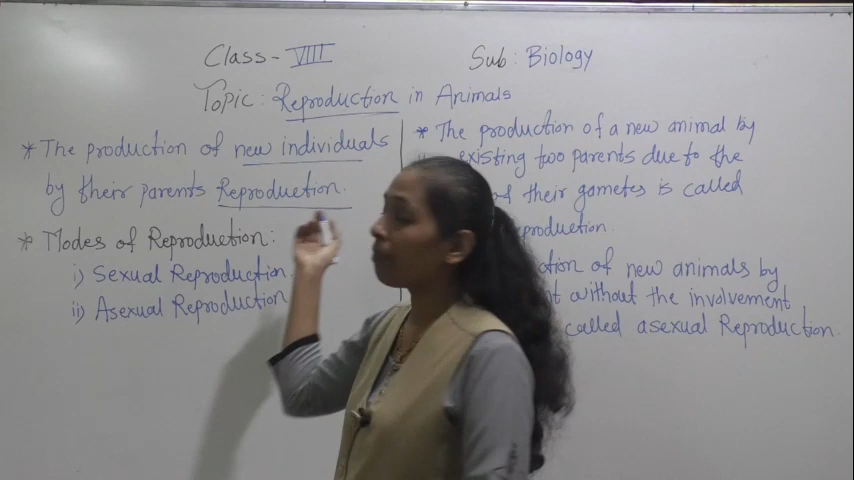 Class - VIII
Sub: Biology
Topic: Reproduction in Animals
* The production of new individuals
by their parents Reproduction.
* Modes of Reproduction:
i) Sexual Reproduction.
ii) Asexual Reproduction
* The production of a new animal by
existing two parents due to the
their gametes is called
of new animals by
without the involvement
called asexual Reproduction.